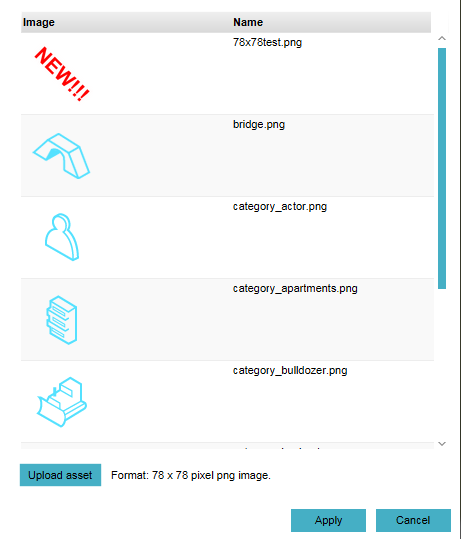 Image Name
78x78test.png
NEW!!!
bridge.png
category_actor.png
category_apartments.png
category_bulldozer.png
Upload asset Format: 78 x 78 pixel png image.
Apply Cancel